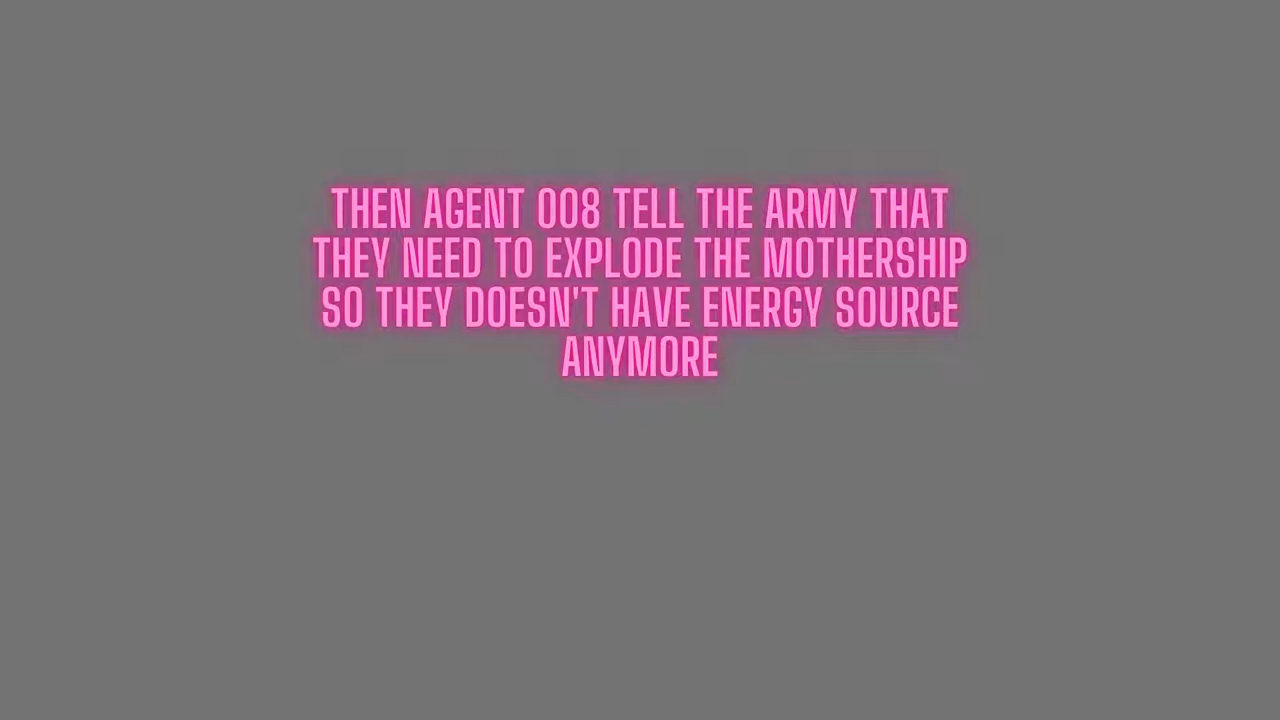 THEN AGENT 008 TELL THE ARMY THAT
THEY NEED TO EXPLODE THE MOTHERSHIP
SO THEY DOESN'T HAVE ENERGY SOURCE
ANYMORE